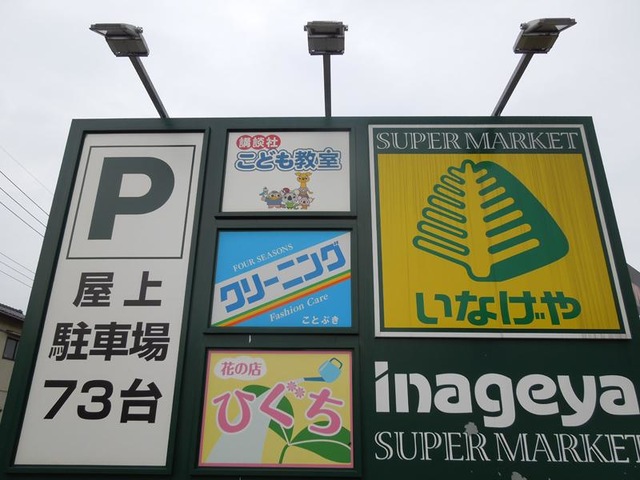 P
屋上
駐車場
73台
講談社
こども教室
FOUR SEASONS
クリーニング
Fashion Care
ことぶき
花の店
ひぐち
SUPER MARKET
いなげや
inageya
SUPER MARKET